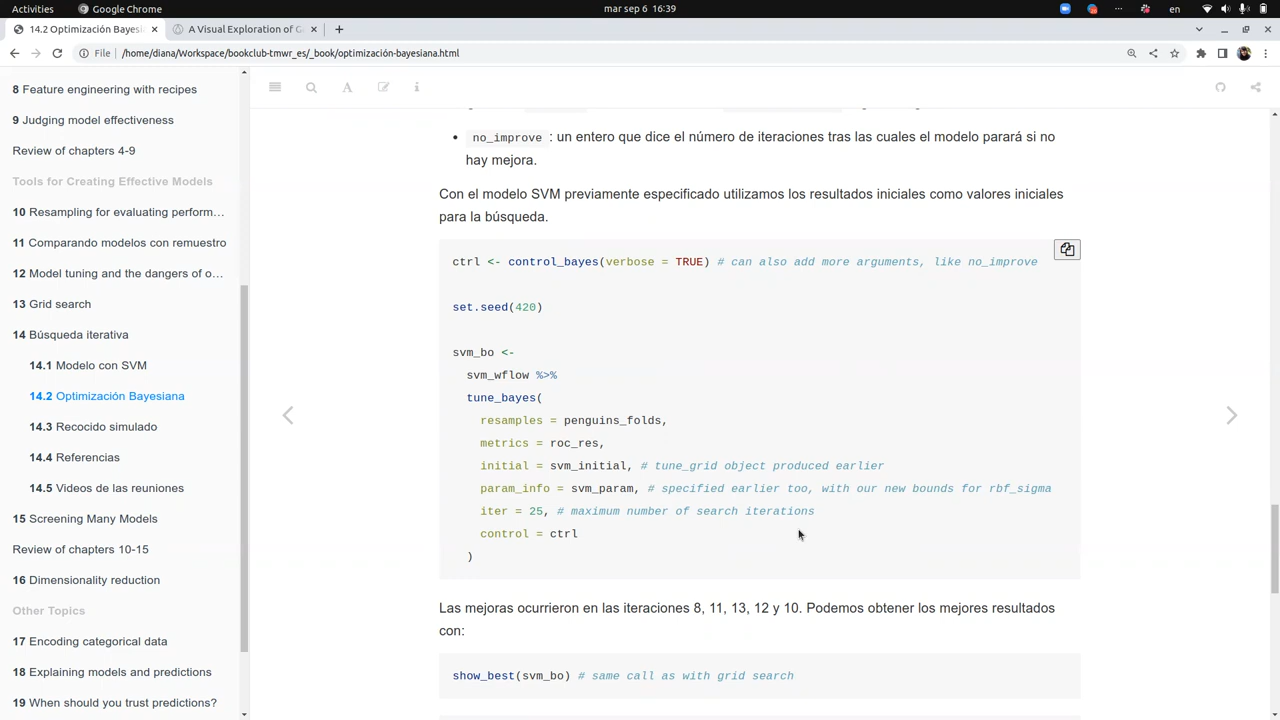 Activities
Google Chrome
mar sep 6 16:39
en
14.2 Optimización Bayesi
A Visual Exploration of G
File
/home/diana/Workspace/bookclub-tmwr_es/_book/optimización-bayesiana.html
8 Feature engineering with recipes
9 Judging model effectiveness
Review of chapters 4-9
Tools for Creating Effective Models
10 Resampling for evaluating perform…
11 Comparando modelos con remuestro
12 Model tuning and the dangers of o…
13 Grid search
14 Búsqueda iterativa
14.1 Modelo con SVM
14.2 Optimización Bayesiana
14.3 Recocido simulado
14.4 Referencias
14.5 Videos de las reuniones
15 Screening Many Models
Review of chapters 10-15
16 Dimensionality reduction
Other Topics
17 Encoding categorical data
18 Explaining models and predictions
19 When should you trust predictions?
• no_improve : un entero que dice el número de iteraciones tras las cuales el modelo parará si no
hay mejora.
Con el modelo SVM previamente especificado utilizamos los resultados iniciales como valores iniciales
para la búsqueda.
ctrl <- control_bayes(verbose = TRUE) # can also add more arguments, like no_improve
set.seed(420)
svm_bo <-
svm_wflow %>%
tune_bayes(
resamples = penguins_folds,
metrics = roc_res,
initial = svm_initial, # tune_grid object produced earlier
param_info = svm_param, # specified earlier too, with our new bounds for rbf_sigma
iter = 25, # maximum number of search iterations
control = ctrl
)
Las mejoras ocurrieron en las iteraciones 8, 11, 13, 12 y 10. Podemos obtener los mejores resultados
con:
show_best(svm_bo) # same call as with grid search